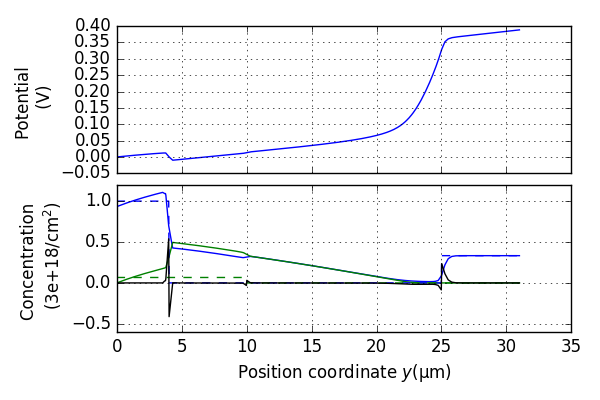 0.40
0.35
0.30
0.25
0.20
0.15
0.10
0.05
0.00
−0.05
Potential
(V)
1.0
0.5
0.0
−0.5
Concentration
(3e+18/cm²)
0 5 10 15 20 25 30 35
Position coordinate y(μm)